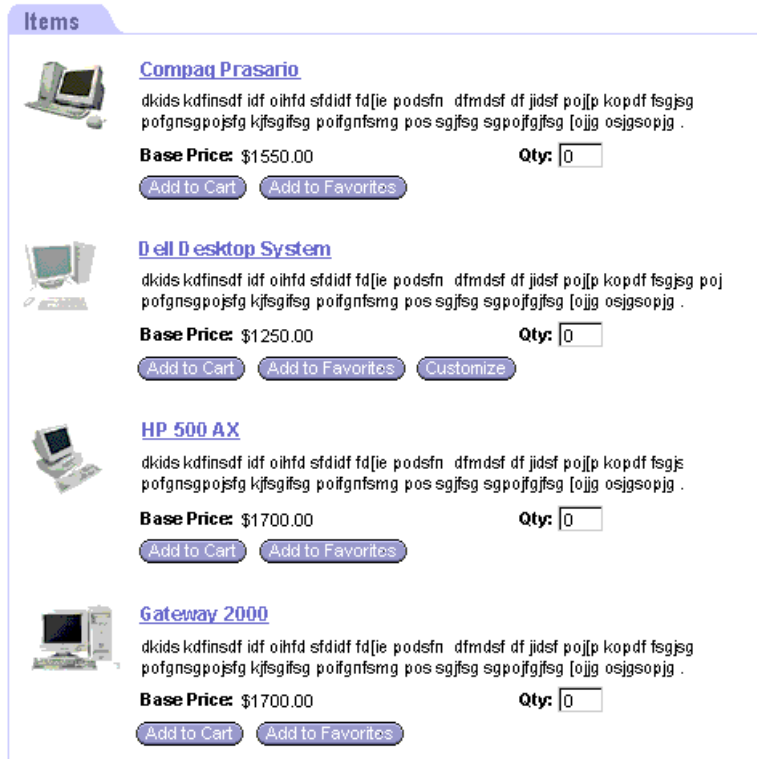 Items
Compaq Prasario
dkids kdfinsdf idf oihfd sfdidf fd[ie podsfn dfmdsf df jidsf poj[p kopdf fsgjsg
pofgnsgpojsfg kjfsgifsg poifgnfsmg pos sgjfsg sgpojfgjfsg [ojjg osjgsopjg .
Base Price: $1550.00 Qty: 0
Add to Cart Add to Favorites
Dell Desktop System
dkids kdfinsdf idf oihfd sfdidf fd[ie podsfn dfmdsf df jidsf poj[p kopdf fsgjsg poj
pofgnsgpojsfg kjfsgifsg poifgnfsmg pos sgjfsg sgpojfgjfsg [ojjg osjgsopjg .
Base Price: $1250.00 Qty: 0
Add to Cart Add to Favorites Customize
HP 500 AX
dkids kdfinsdf idf oihfd sfdidf fd[ie podsfn dfmdsf df jidsf poj[p kopdf fsgjs
pofgnsgpojsfg kjfsgifsg poifgnfsmg pos sgjfsg sgpojfgjfsg [ojjg osjgsopjg .
Base Price: $1700.00 Qty: 0
Add to Cart Add to Favorites
Gateway 2000
dkids kdfinsdf idf oihfd sfdidf fd[ie podsfn dfmdsf df jidsf poj[p kopdf fsgjsg
pofgnsgpojsfg kjfsgifsg poifgnfsmg pos sgjfsg sgpojfgjfsg [ojjg osjgsopjg .
Base Price: $1700.00 Qty: 0
Add to Cart Add to Favorites